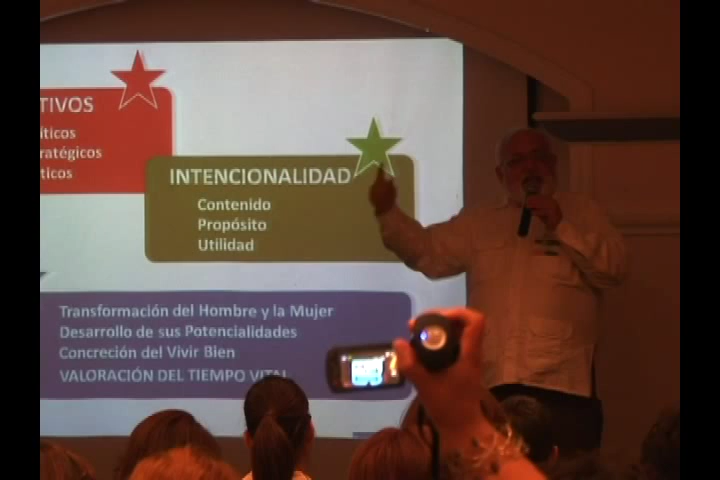 TIVOS
íticos
ratégicos
ticos
INTENCIONALIDAD
Contenido
Propósito
Utilidad
Transformación del Hombre y la Mujer
Desarrollo de sus Potencialidades
Concreción del Vivir Bien
VALORACIÓN DEL TIEMPO VITAL